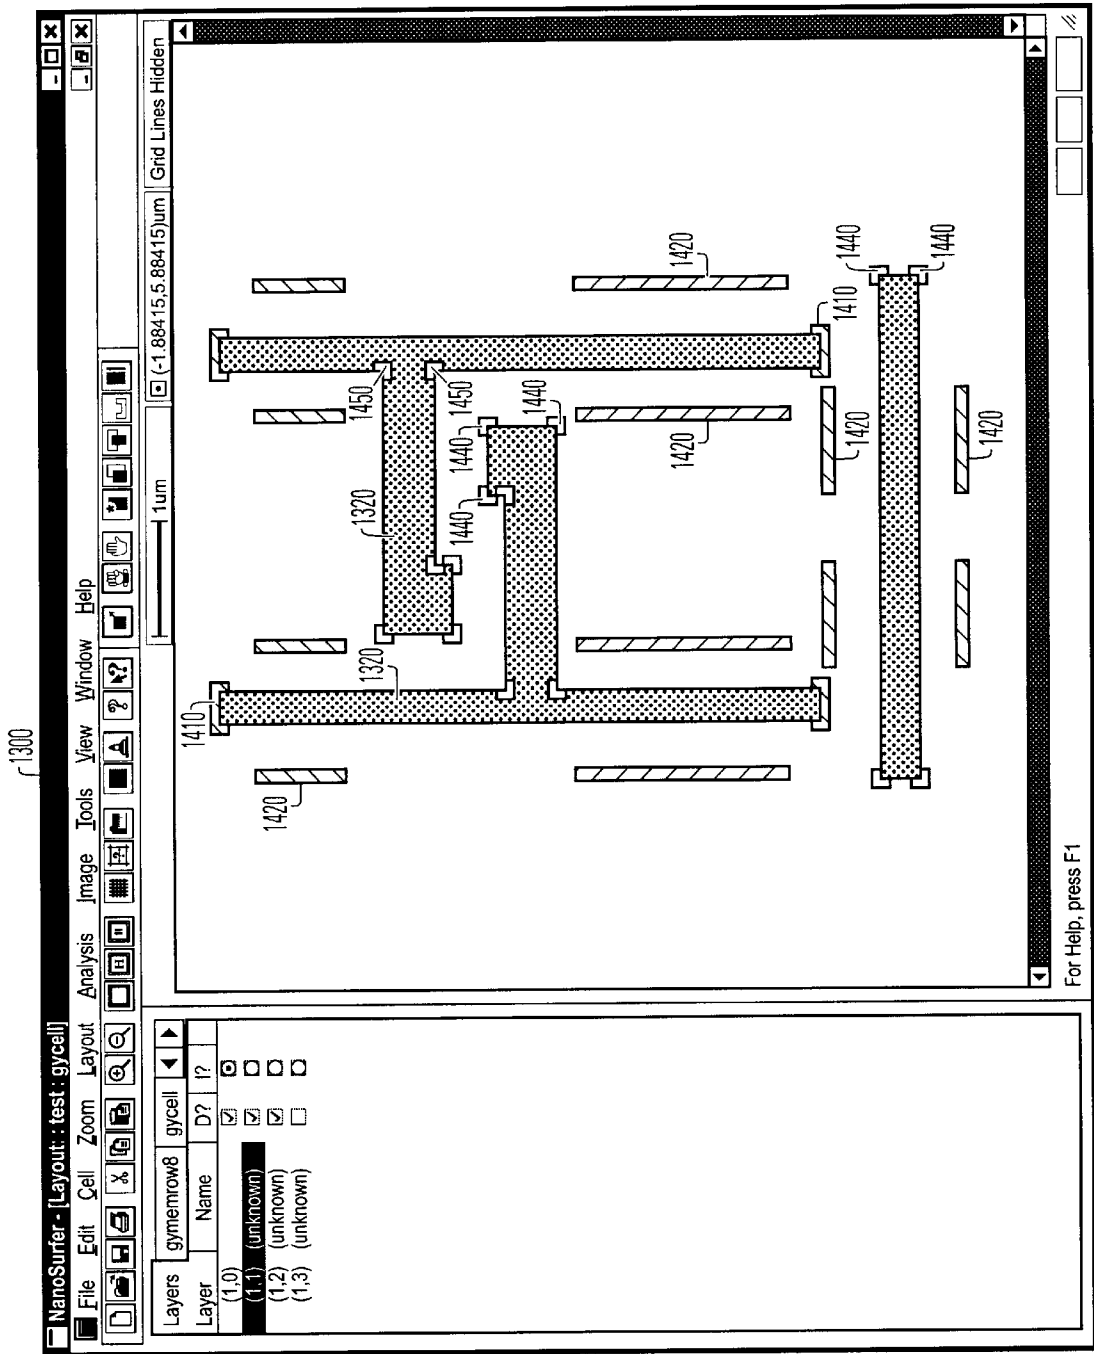 1300
NanoSurfer - [Layout: : test : gycell]
File Edit Cell Zoom Layout Analysis Image Tools View Window Help
1um
(-1.88415,5.88415)um
Grid Lines Hidden
Layers gymemrow8 gycell
Layer Name D? I?
(1,0)
(1,1) (unknown)
(1,2) (unknown)
(1,3) (unknown)
1410
1320
1320
1450
1450
1440
1440
1440
1420
1420
1420
1420
1420
1410
1440
1440
For Help, press F1